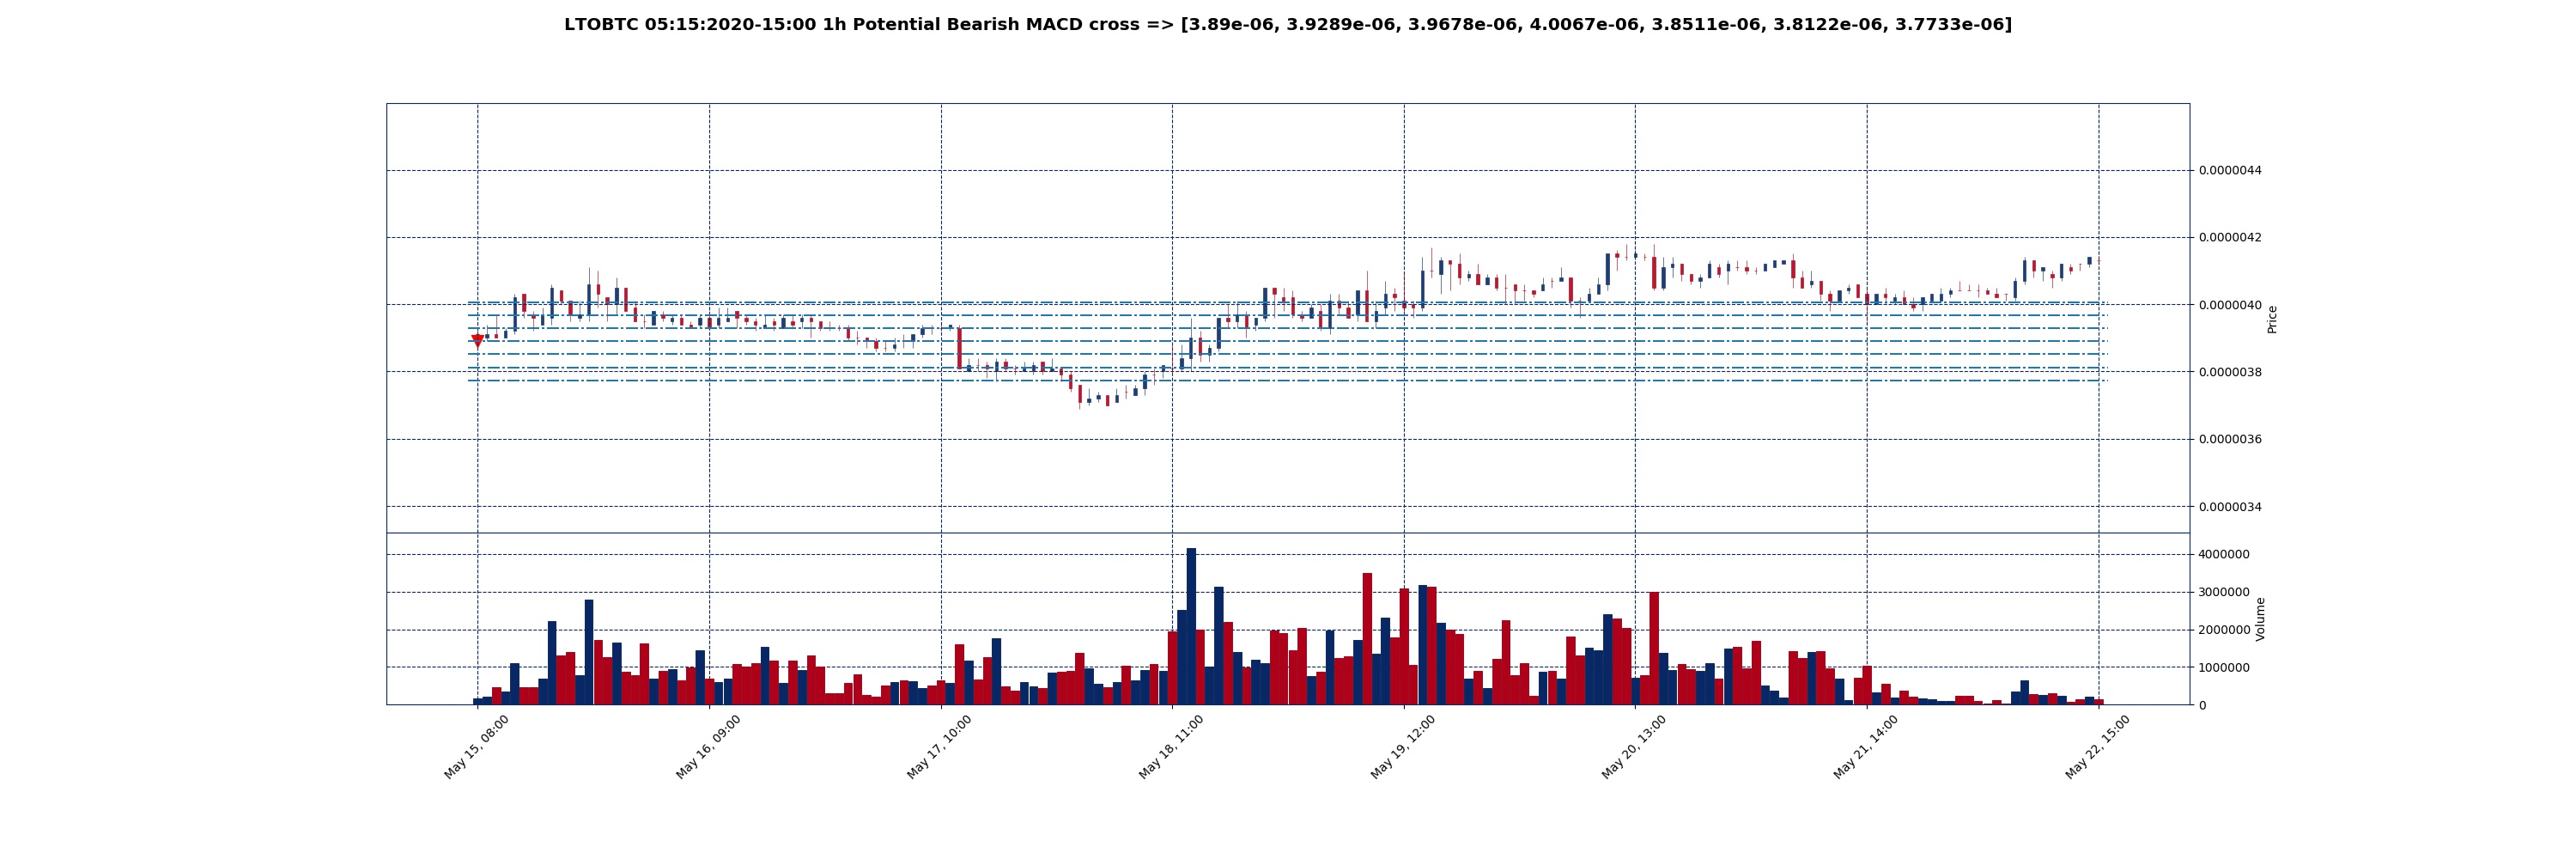 LTOBTC 05:15:2020-15:00 1h Potential Bearish MACD cross => [3.89e-06, 3.9289e-06, 3.9678e-06, 4.0067e-06, 3.8511e-06, 3.8122e-06, 3.7733e-06]
0.0000044
0.0000042
0.0000040
0.0000038
0.0000036
0.0000034
Price
4000000
3000000
2000000
1000000
0
Volume
May 15, 08:00
May 16, 09:00
May 17, 10:00
May 18, 11:00
May 19, 12:00
May 20, 13:00
May 21, 14:00
May 22, 15:00